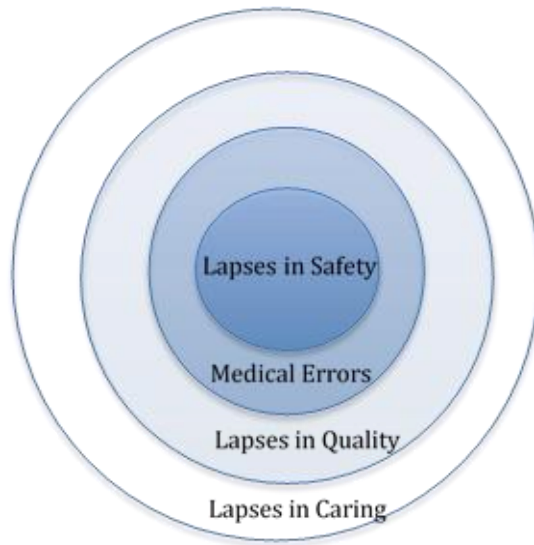 Lapses in Safety
Medical Errors
Lapses in Quality
Lapses in Caring